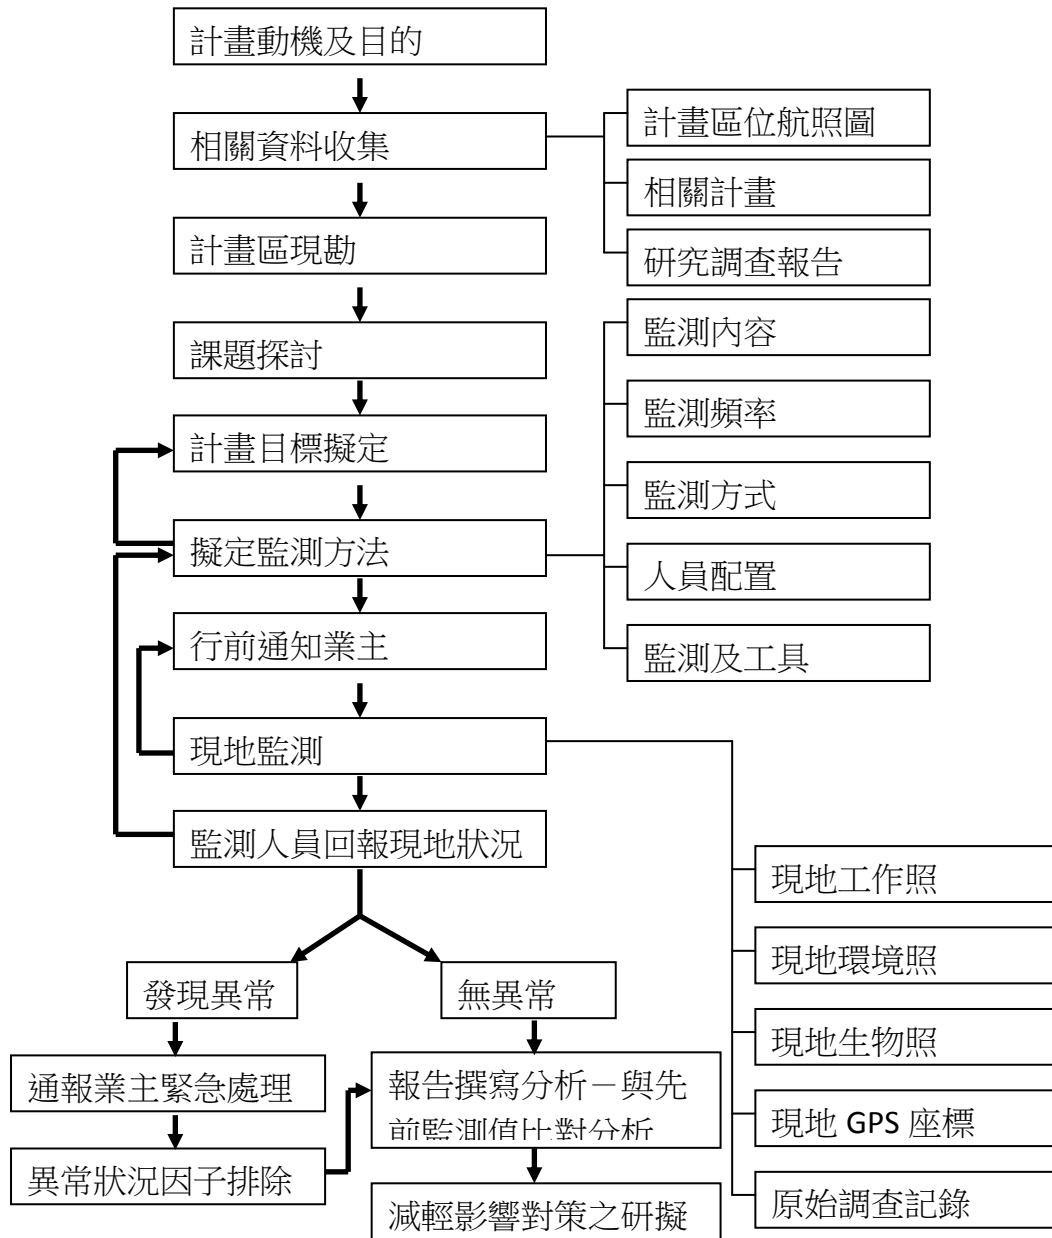 計畫動機及目的
相關資料收集
計畫區位航照圖
相關計畫
研究調查報告
計畫區現勘
課題探討
計畫目標擬定
擬定監測方法
監測內容
監測頻率
監測方式
人員配置
監測及工具
行前通知業主
現地監測
監測人員回報現地狀況
現地工作照
現地環境照
現地生物照
現地 GPS 座標
原始調查記錄
發現異常
無異常
通報業主緊急處理
異常狀況因子排除
報告撰寫分析－與先
前監測值比對分析
減輕影響對策之研擬